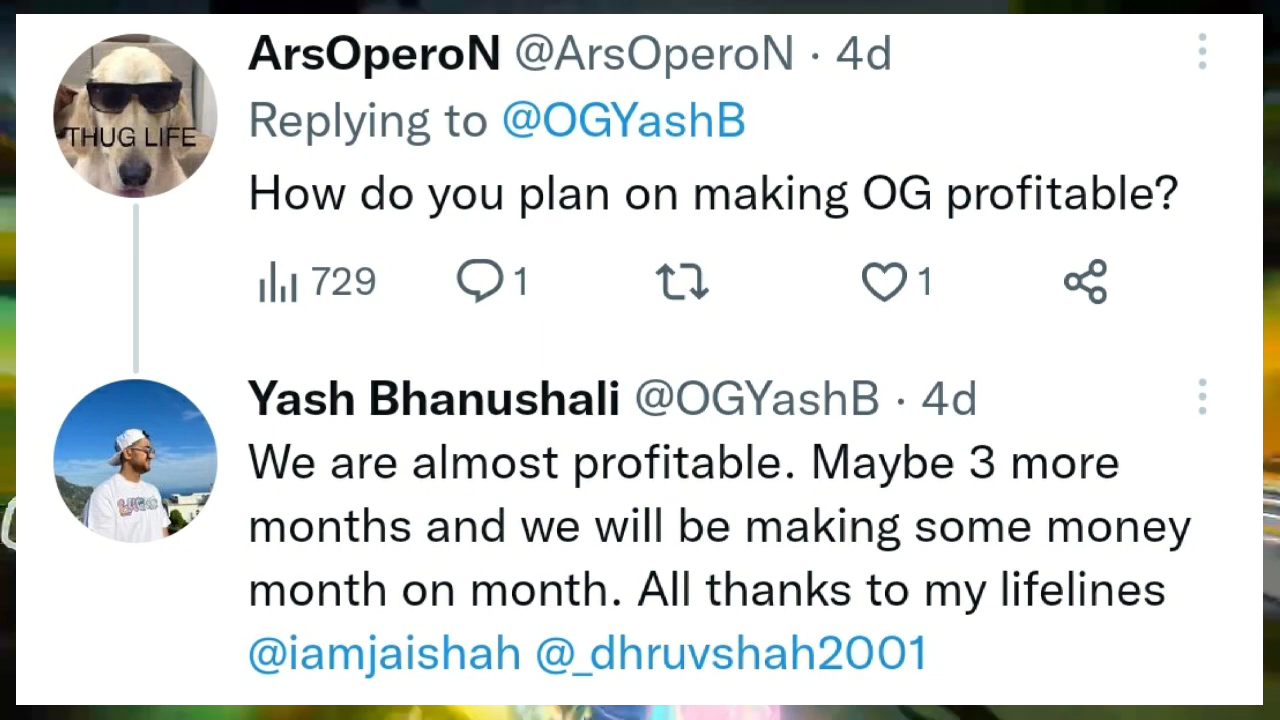 ArsOperoN @ArsOperoN · 4d
THUG LIFE
Replying to @OGYashB
How do you plan on making OG profitable?
729 1 1
Yash Bhanushali @OGYashB · 4d
We are almost profitable. Maybe 3 more
months and we will be making some money
month on month. All thanks to my lifelines
@iamjaishah @_dhruvshah2001